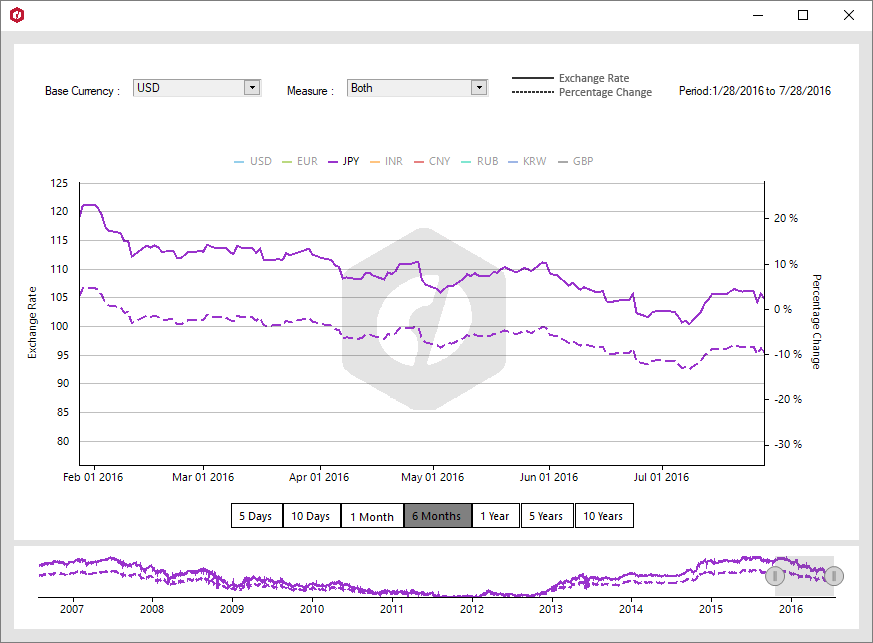 Base Currency : USD Measure : Both Exchange Rate
Percentage Change Period:1/28/2016 to 7/28/2016
USD EUR JPY INR CNY RUB KRW GBP
125
120
115
110
105
100
95
90
85
80
Exchange Rate
20 %
10 %
0 %
-10 %
-20 %
-30 %
Percentage Change
Feb 01 2016 Mar 01 2016 Apr 01 2016 May 01 2016 Jun 01 2016 Jul 01 2016
5 Days 10 Days 1 Month 6 Months 1 Year 5 Years 10 Years
2007 2008 2009 2010 2011 2012 2013 2014 2015 2016